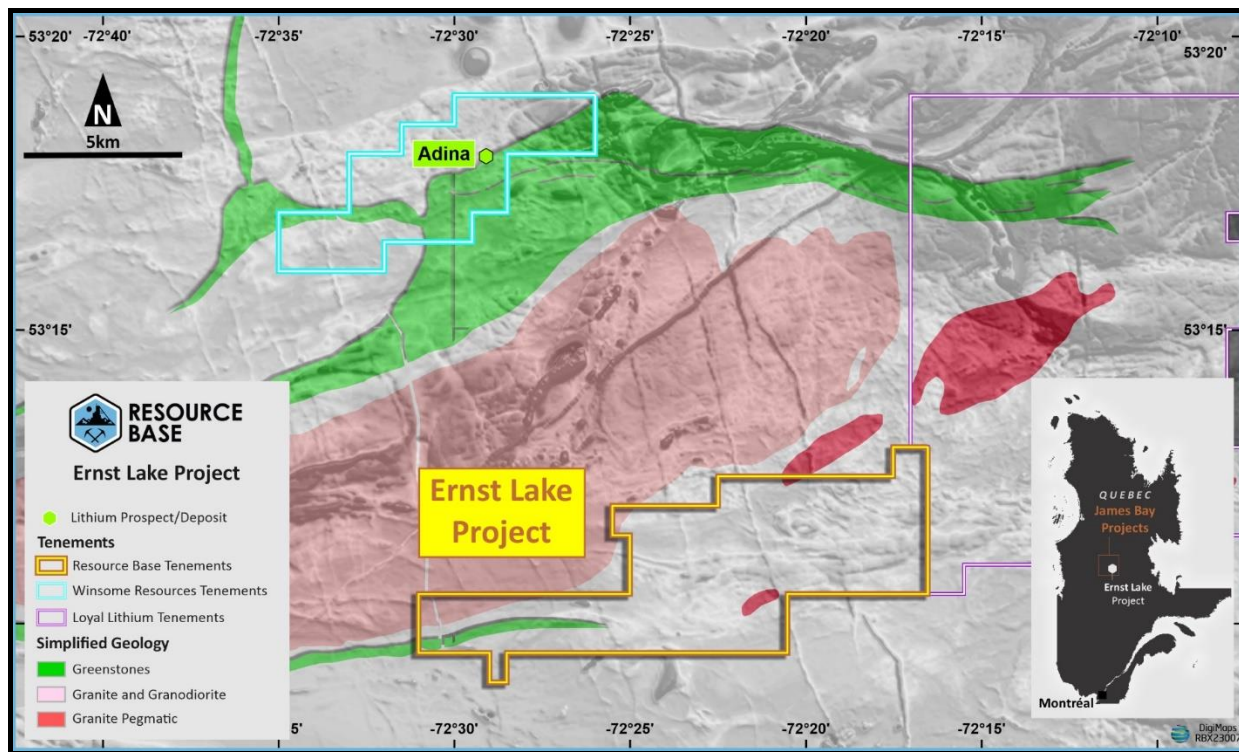 53°20' -72°40' -72°35' -72°30' -72°25' -72°20' -72°15' -72°10'
53°20'
N
5km
Adina
53°15'
53°15'
RESOURCE
BASE
Ernst Lake Project
Lithium Prospect/Deposit
Tenements
Resource Base Tenements
Winsome Resources Tenements
Loyal Lithium Tenements
Simplified Geology
Greenstones
Granite and Granodiorite
Granite Pegmatic
Ernst Lake
Project
QUEBEC
James Bay
Projects
Ernst Lake
Project
Montréal
-72°30' -72°25' -72°20' -72°15'
DigiMaps
RBX23007